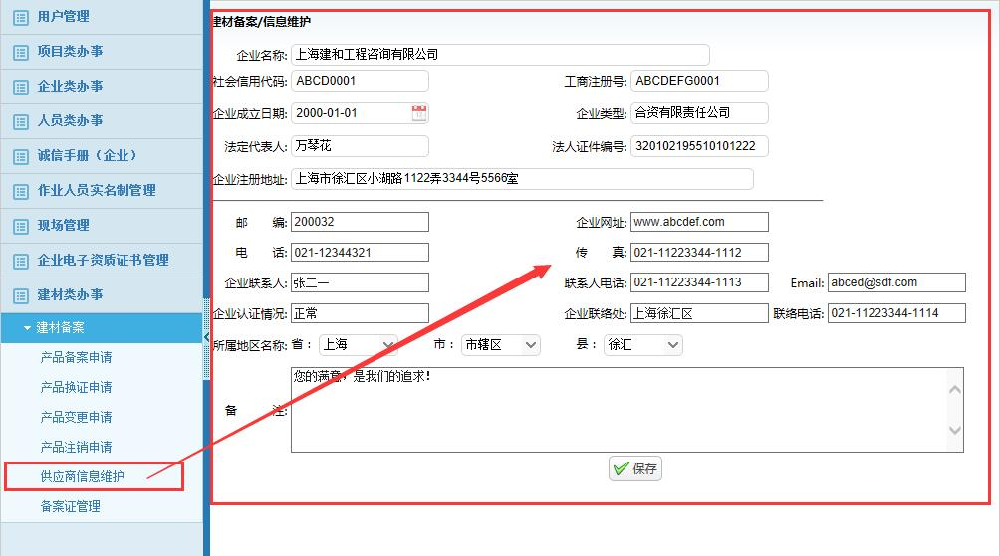 用户管理
项目类办事
企业类办事
人员类办事
诚信手册（企业）
作业人员实名制管理
现场管理
企业电子资质证书管理
建材类办事
建材备案
产品备案申请
产品换证申请
产品变更申请
产品注销申请
供应商信息维护
备案证管理
建材备案/信息维护
企业名称: 上海建和工程咨询有限公司
社会信用代码: ABCD0001 工商注册号: ABCDEFG0001
企业成立日期: 2000-01-01 企业类型: 合资有限责任公司
法定代表人: 万琴花 法人证件编号: 320102195510101222
企业注册地址: 上海市徐汇区小湖路1122弄3344号5566室
邮 编: 200032 企业网址: www.abcdef.com
电 话: 021-12344321 传 真: 021-11223344-1112
企业联系人: 张二一 联系人电话: 021-11223344-1113 Email: abced@sdf.com
企业认证情况: 正常 企业联络处: 上海徐汇区 联络电话: 021-11223344-1114
所属地区名称: 省： 上海 市： 市辖区 县： 徐汇
备 注: 您的满意，是我们的追求!
保存